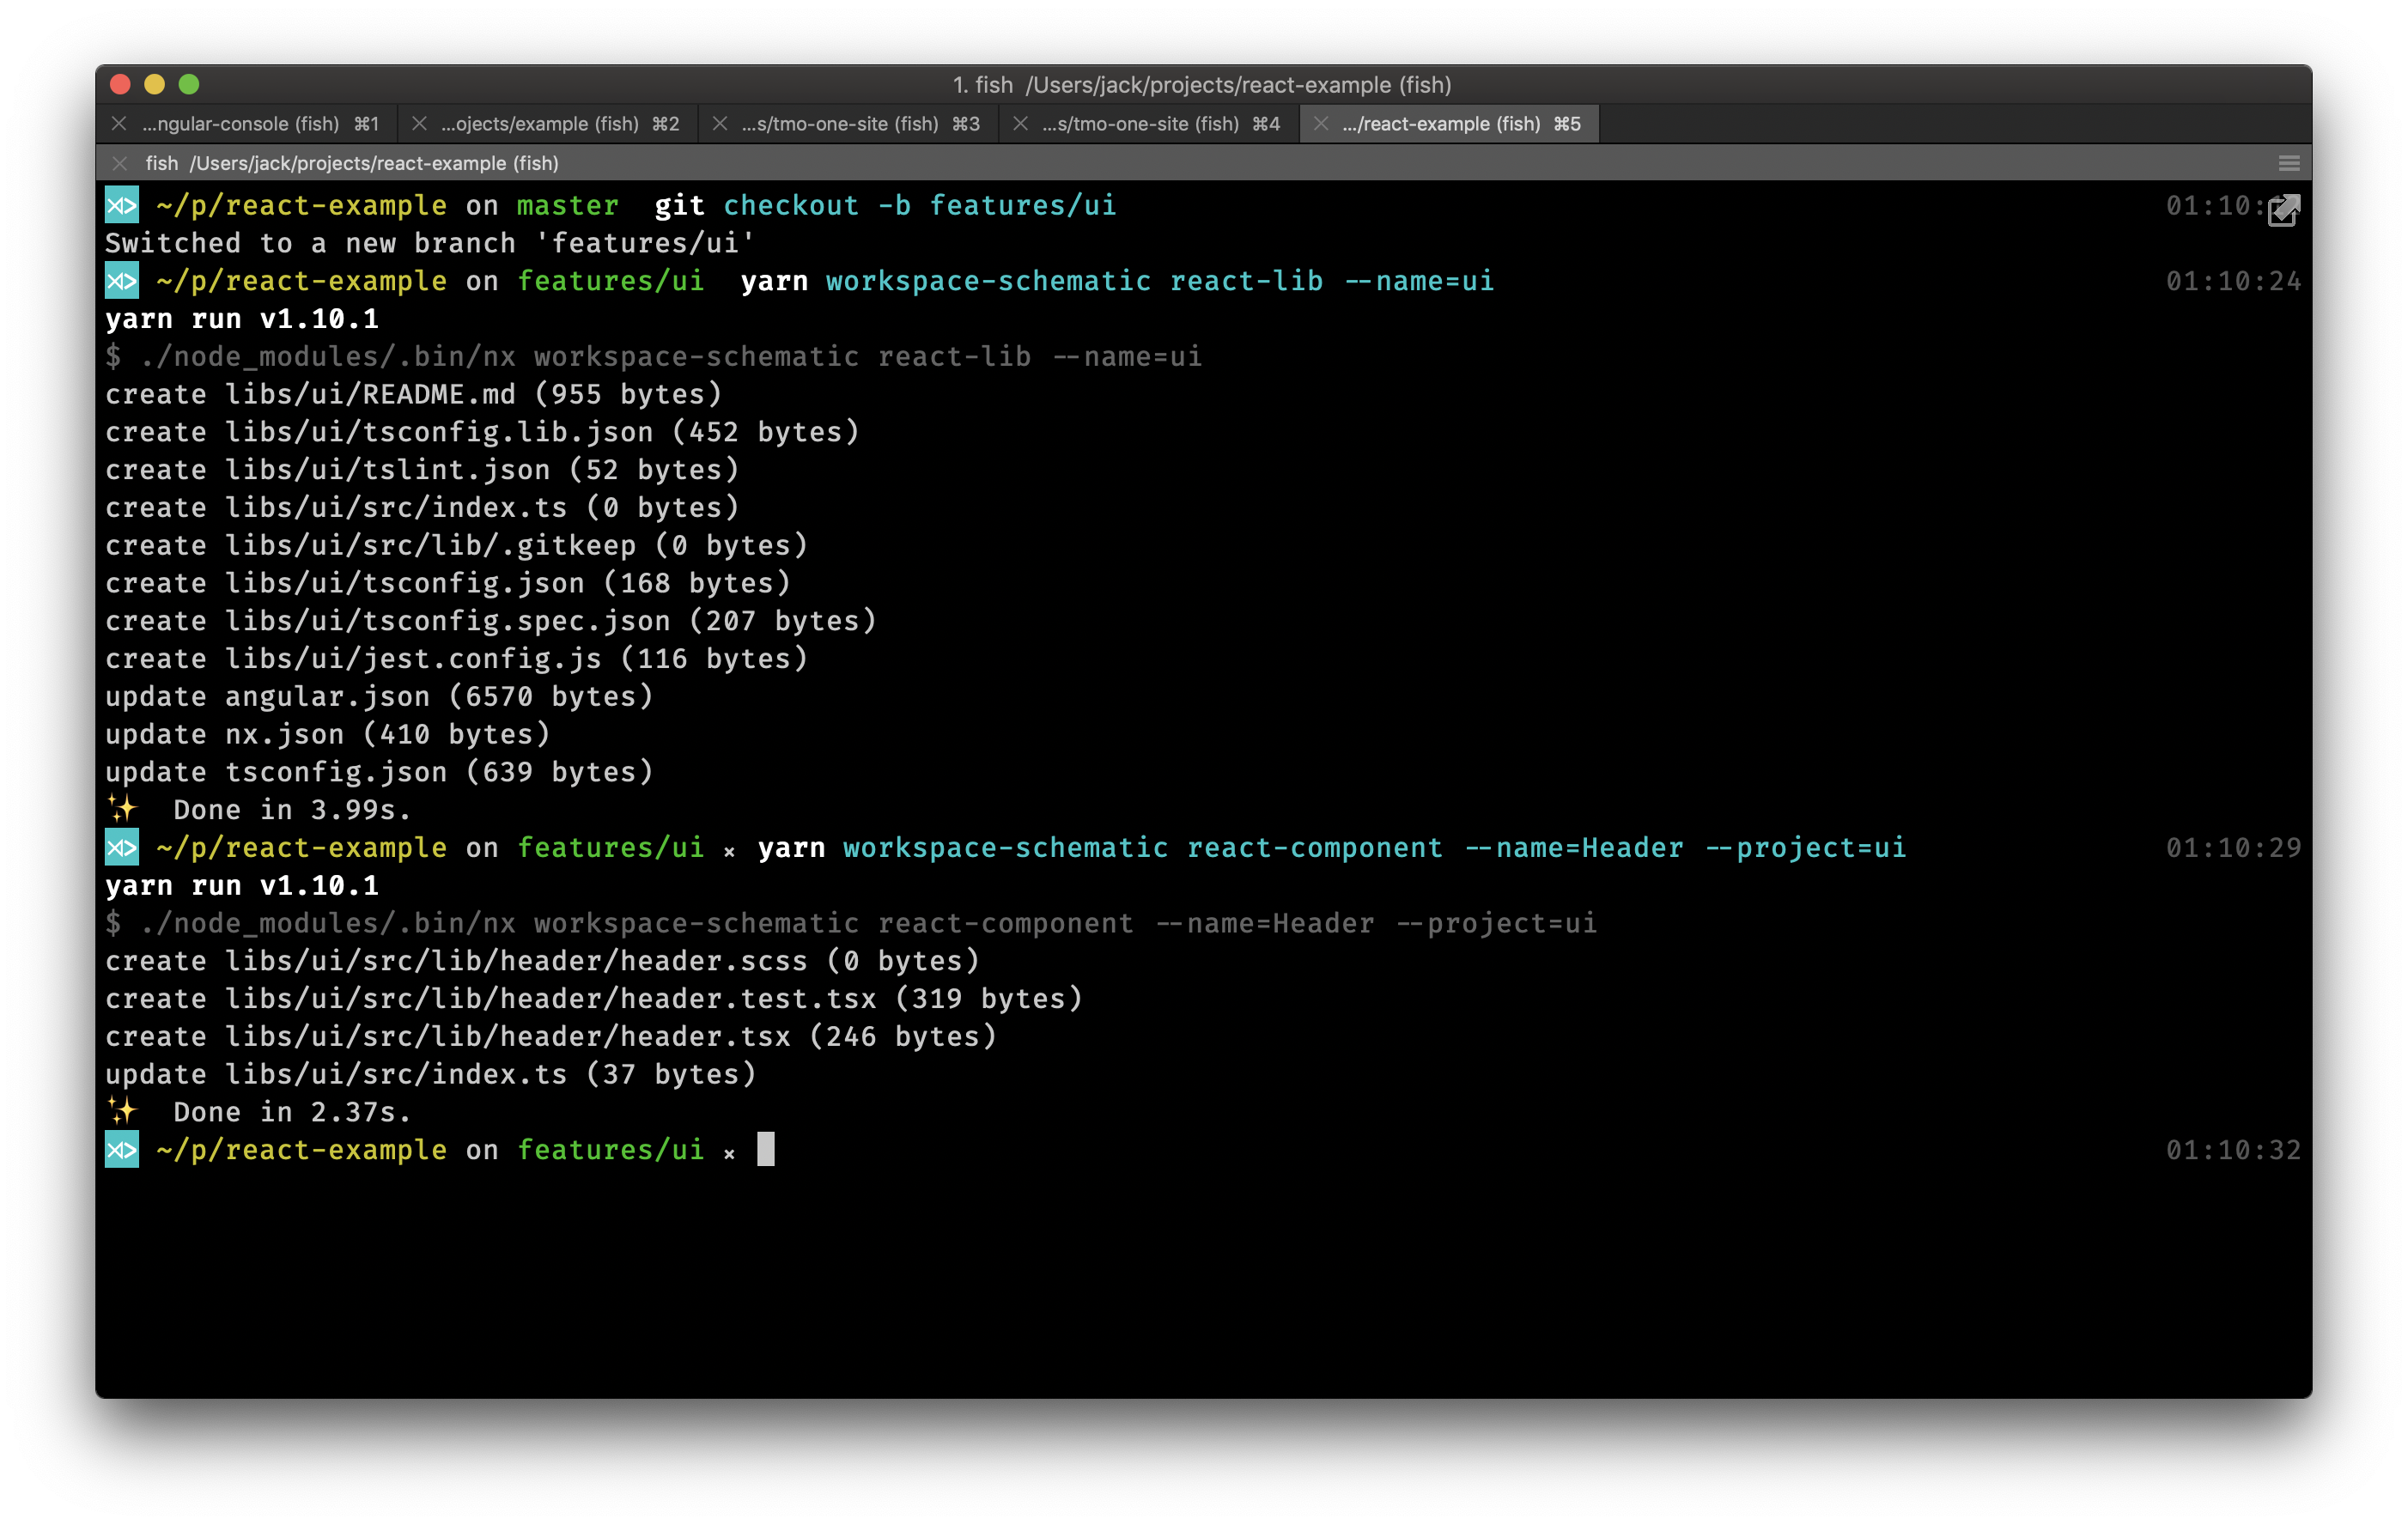 1. fish /Users/jack/projects/react-example (fish)
...ngular-console (fish) ⌘1 ...ojects/example (fish) ⌘2 ...s/tmo-one-site (fish) ⌘3 ...s/tmo-one-site (fish) ⌘4 .../react-example (fish) ⌘5
fish /Users/jack/projects/react-example (fish)
~/p/react-example on master git checkout -b features/ui 01:10:
Switched to a new branch 'features/ui'
~/p/react-example on features/ui yarn workspace-schematic react-lib --name=ui 01:10:24
yarn run v1.10.1
$ ./node_modules/.bin/nx workspace-schematic react-lib --name=ui
create libs/ui/README.md (955 bytes)
create libs/ui/tsconfig.lib.json (452 bytes)
create libs/ui/tslint.json (52 bytes)
create libs/ui/src/index.ts (0 bytes)
create libs/ui/src/lib/.gitkeep (0 bytes)
create libs/ui/tsconfig.json (168 bytes)
create libs/ui/tsconfig.spec.json (207 bytes)
create libs/ui/jest.config.js (116 bytes)
update angular.json (6570 bytes)
update nx.json (410 bytes)
update tsconfig.json (639 bytes)
✨ Done in 3.99s.
~/p/react-example on features/ui × yarn workspace-schematic react-component --name=Header --project=ui 01:10:29
yarn run v1.10.1
$ ./node_modules/.bin/nx workspace-schematic react-component --name=Header --project=ui
create libs/ui/src/lib/header/header.scss (0 bytes)
create libs/ui/src/lib/header/header.test.tsx (319 bytes)
create libs/ui/src/lib/header/header.tsx (246 bytes)
update libs/ui/src/index.ts (37 bytes)
✨ Done in 2.37s.
~/p/react-example on features/ui × 01:10:32